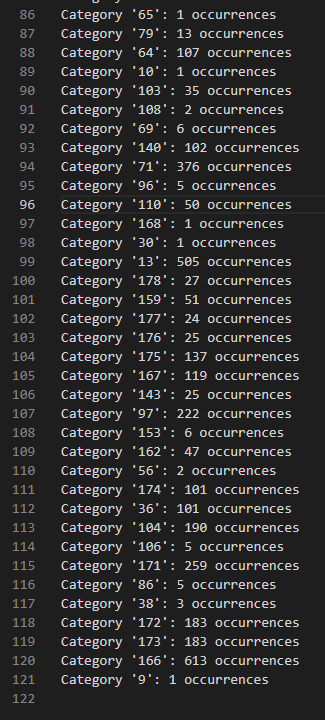 86 Category '65': 1 occurrences
87 Category '79': 13 occurrences
88 Category '64': 107 occurrences
89 Category '10': 1 occurrences
90 Category '103': 35 occurrences
91 Category '108': 2 occurrences
92 Category '69': 6 occurrences
93 Category '140': 102 occurrences
94 Category '71': 376 occurrences
95 Category '96': 5 occurrences
96 Category '110': 50 occurrences
97 Category '168': 1 occurrences
98 Category '30': 1 occurrences
99 Category '13': 505 occurrences
100 Category '178': 27 occurrences
101 Category '159': 51 occurrences
102 Category '177': 24 occurrences
103 Category '176': 25 occurrences
104 Category '175': 137 occurrences
105 Category '167': 119 occurrences
106 Category '143': 25 occurrences
107 Category '97': 222 occurrences
108 Category '153': 6 occurrences
109 Category '162': 47 occurrences
110 Category '56': 2 occurrences
111 Category '174': 101 occurrences
112 Category '36': 101 occurrences
113 Category '104': 190 occurrences
114 Category '106': 5 occurrences
115 Category '171': 259 occurrences
116 Category '86': 5 occurrences
117 Category '38': 3 occurrences
118 Category '172': 183 occurrences
119 Category '173': 183 occurrences
120 Category '166': 613 occurrences
121 Category '9': 1 occurrences
122